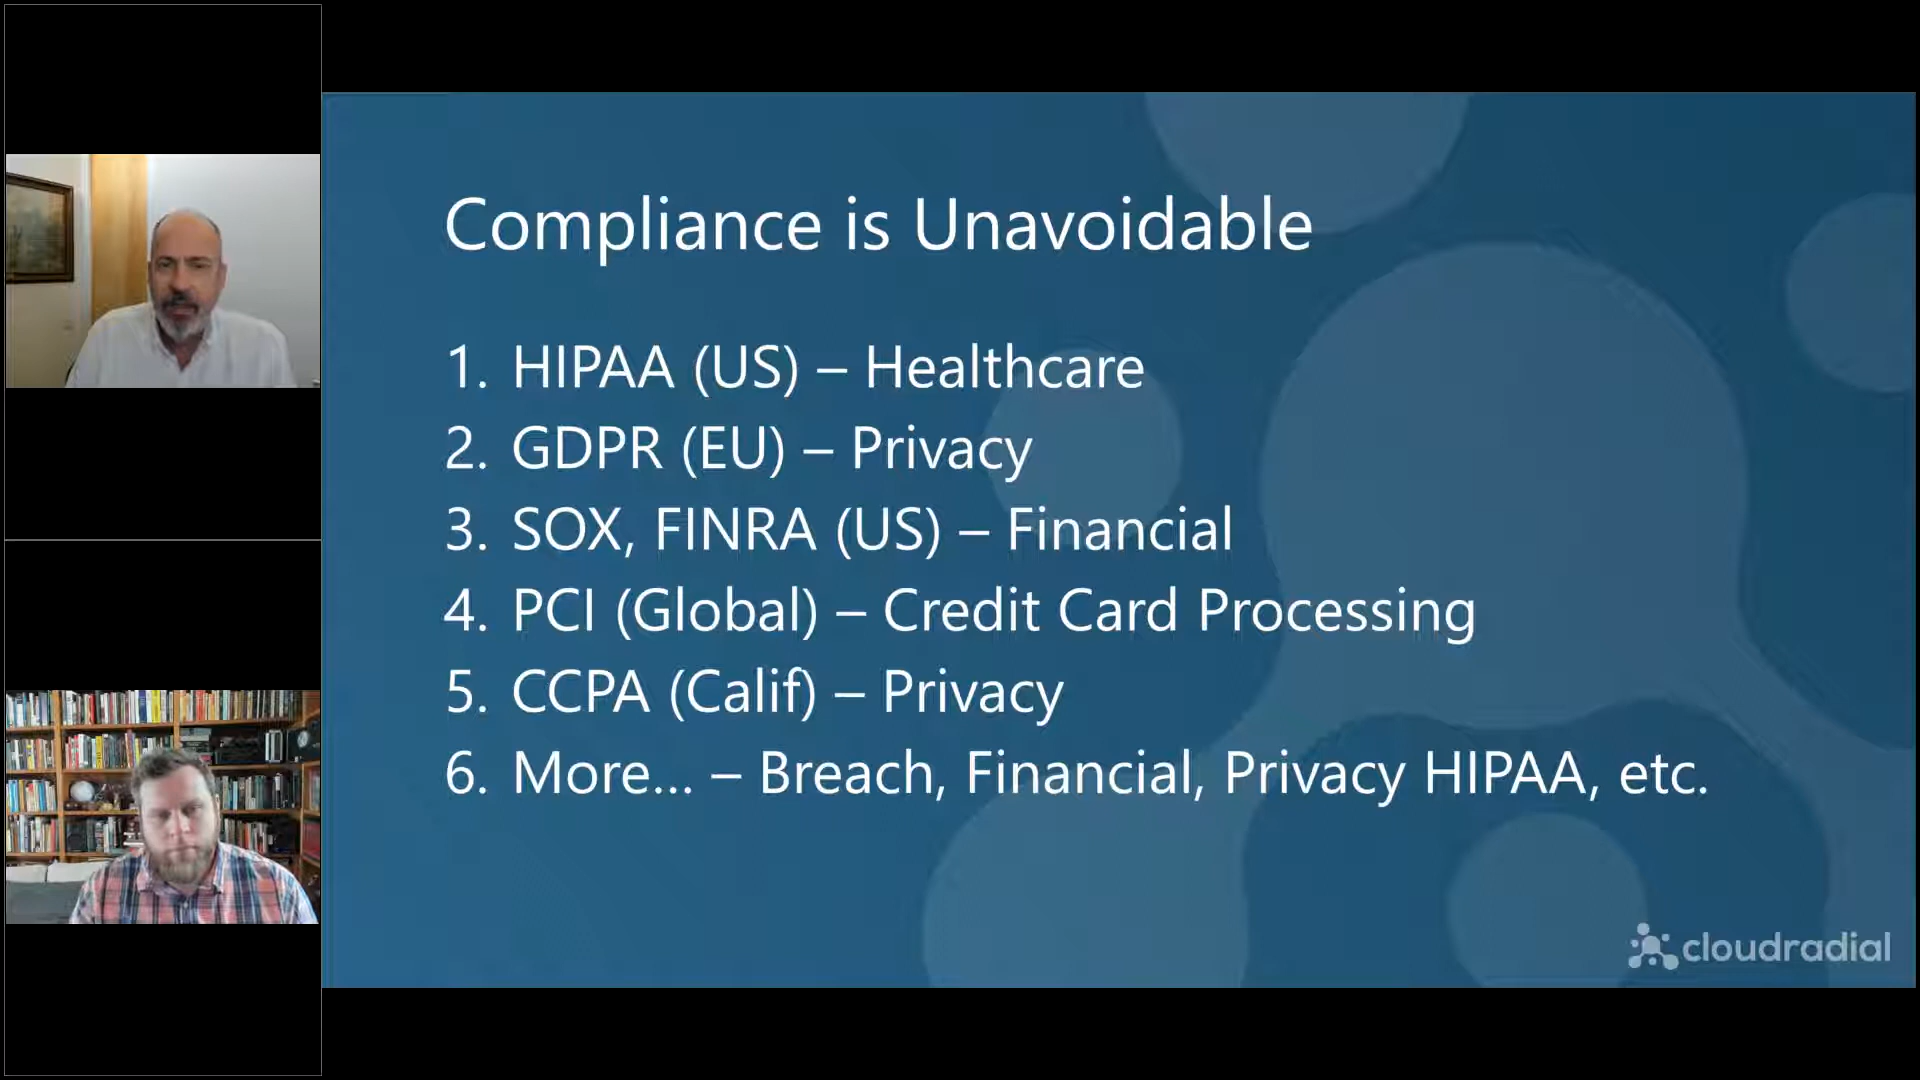 Compliance is Unavoidable
1. HIPAA (US) – Healthcare
2. GDPR (EU) – Privacy
3. SOX, FINRA (US) – Financial
4. PCI (Global) – Credit Card Processing
5. CCPA (Calif) – Privacy
6. More... – Breach, Financial, Privacy HIPAA, etc.
cloudradial